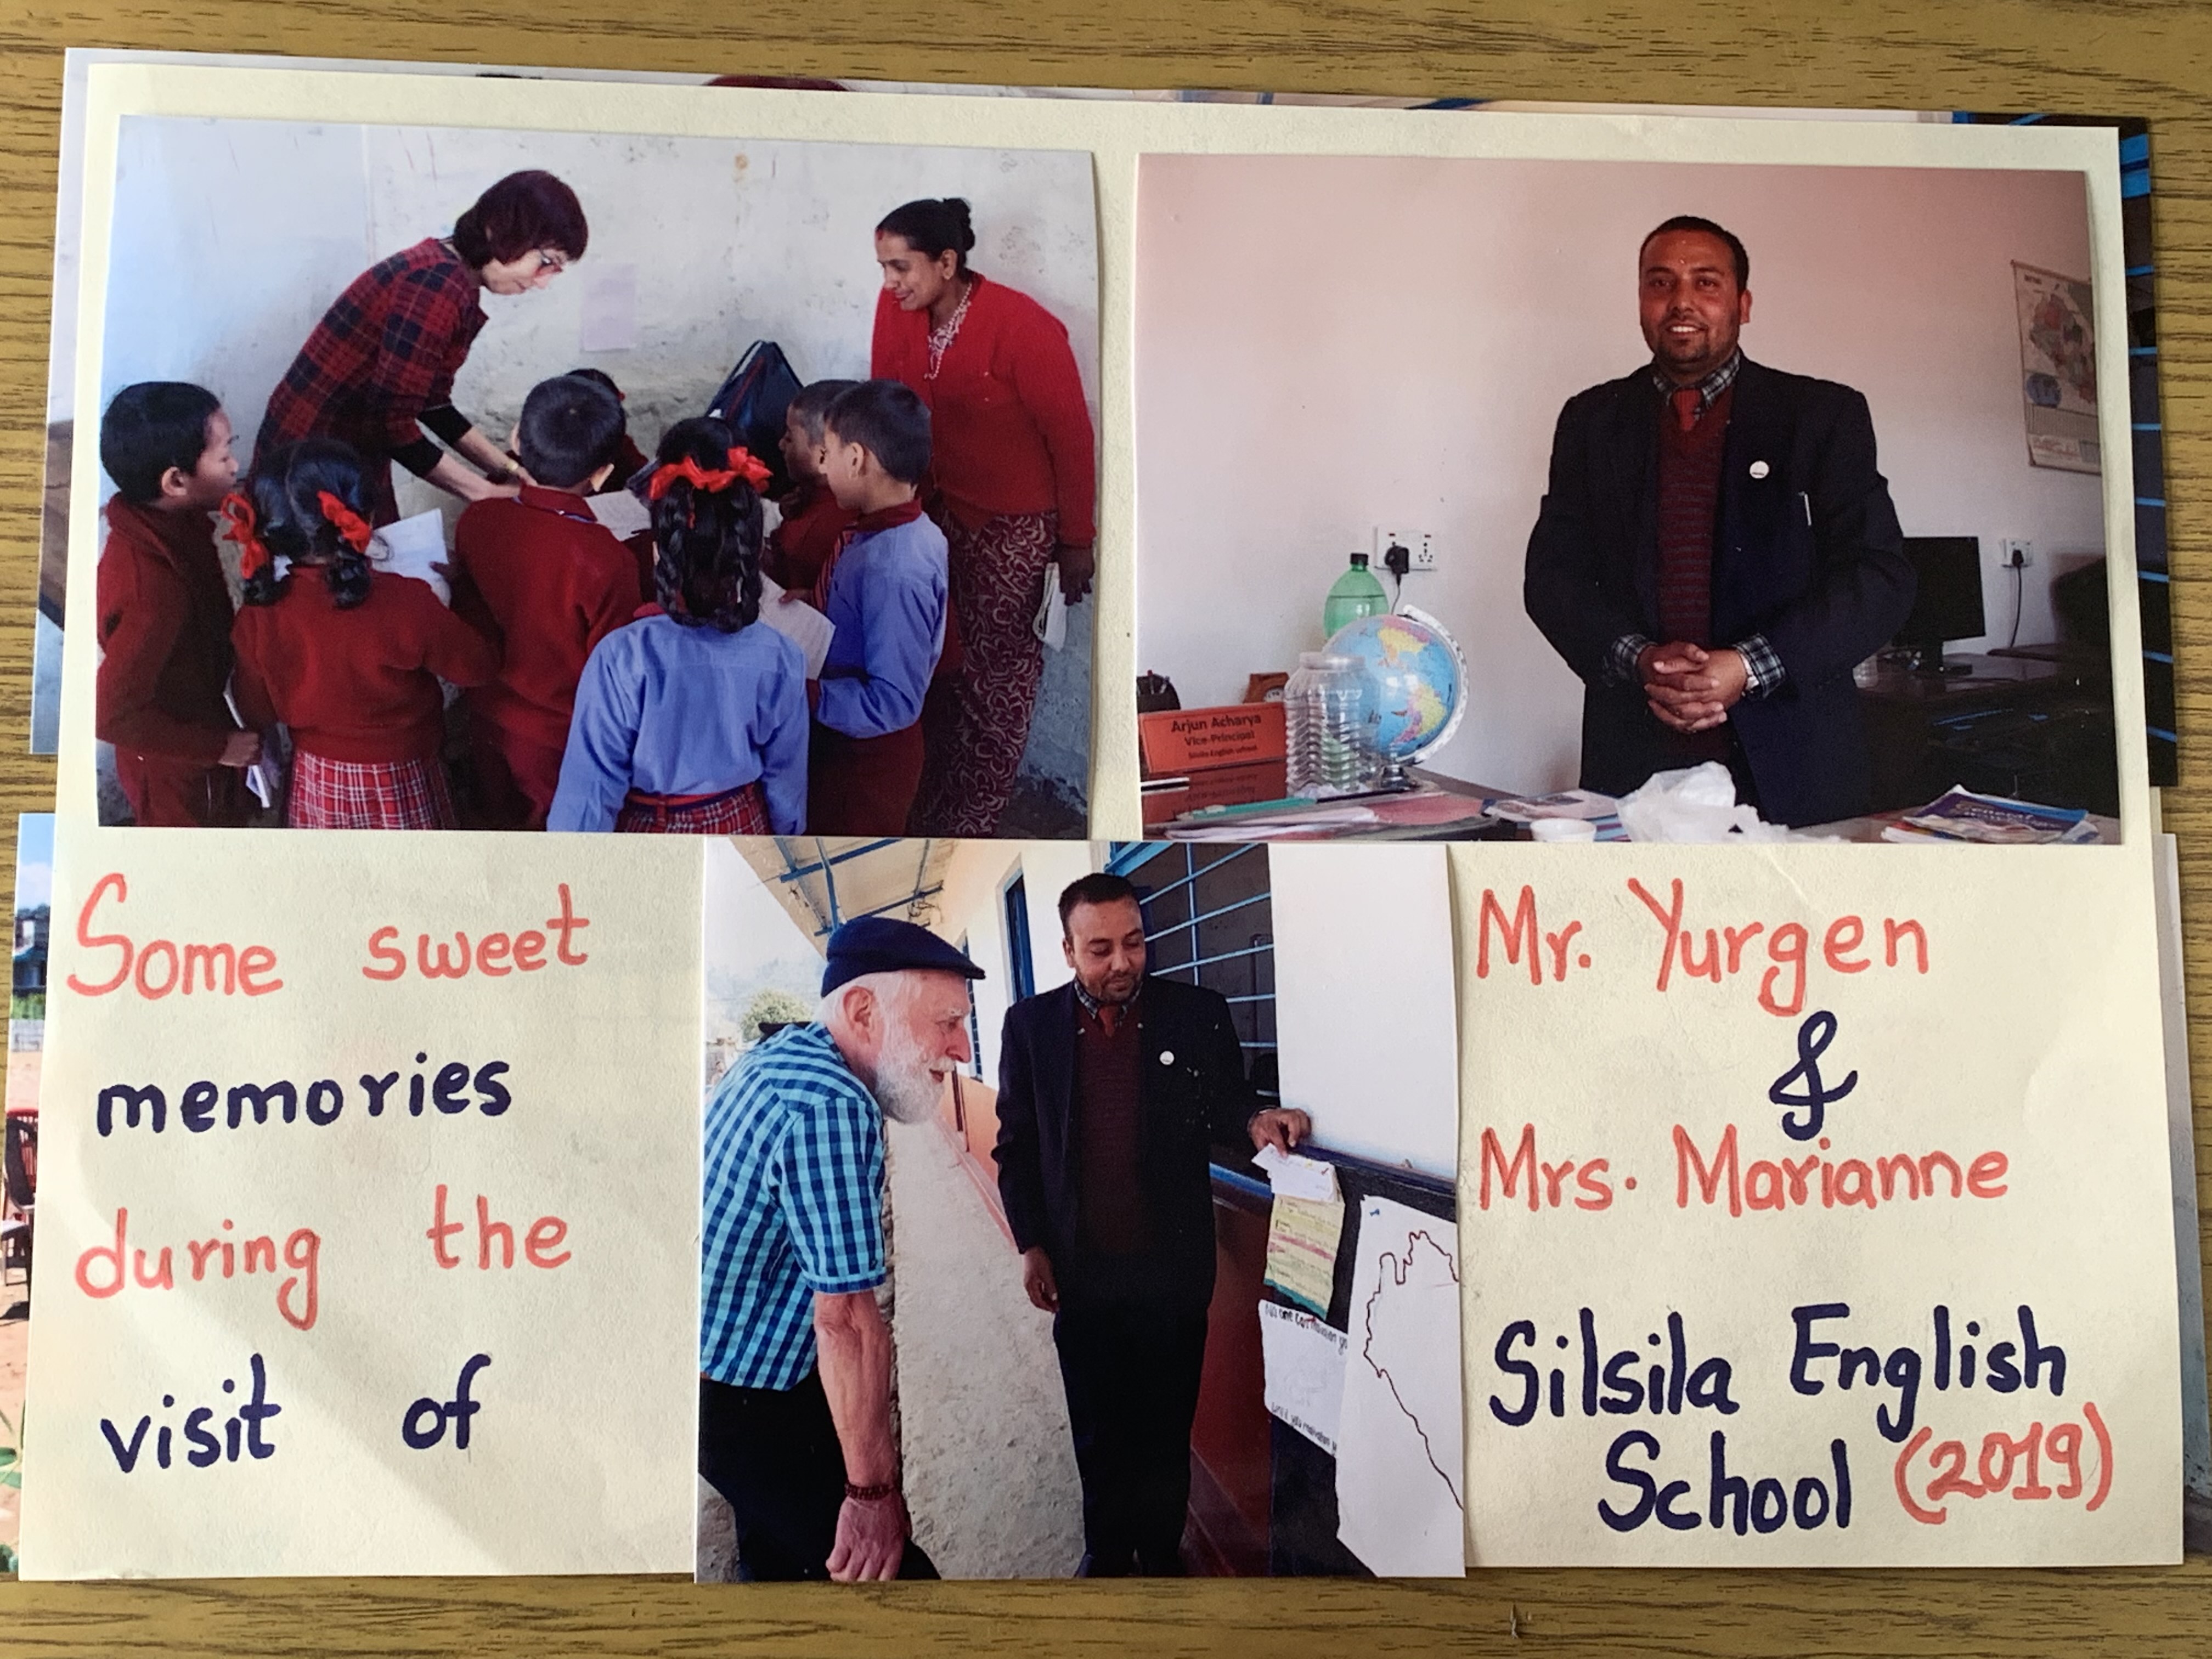 Arjun Acharya
Vice-Principal
Some sweet
memories
during the
visit of
Mr. Yurgen
&
Mrs. Marianne
Silsila English
School (2019)